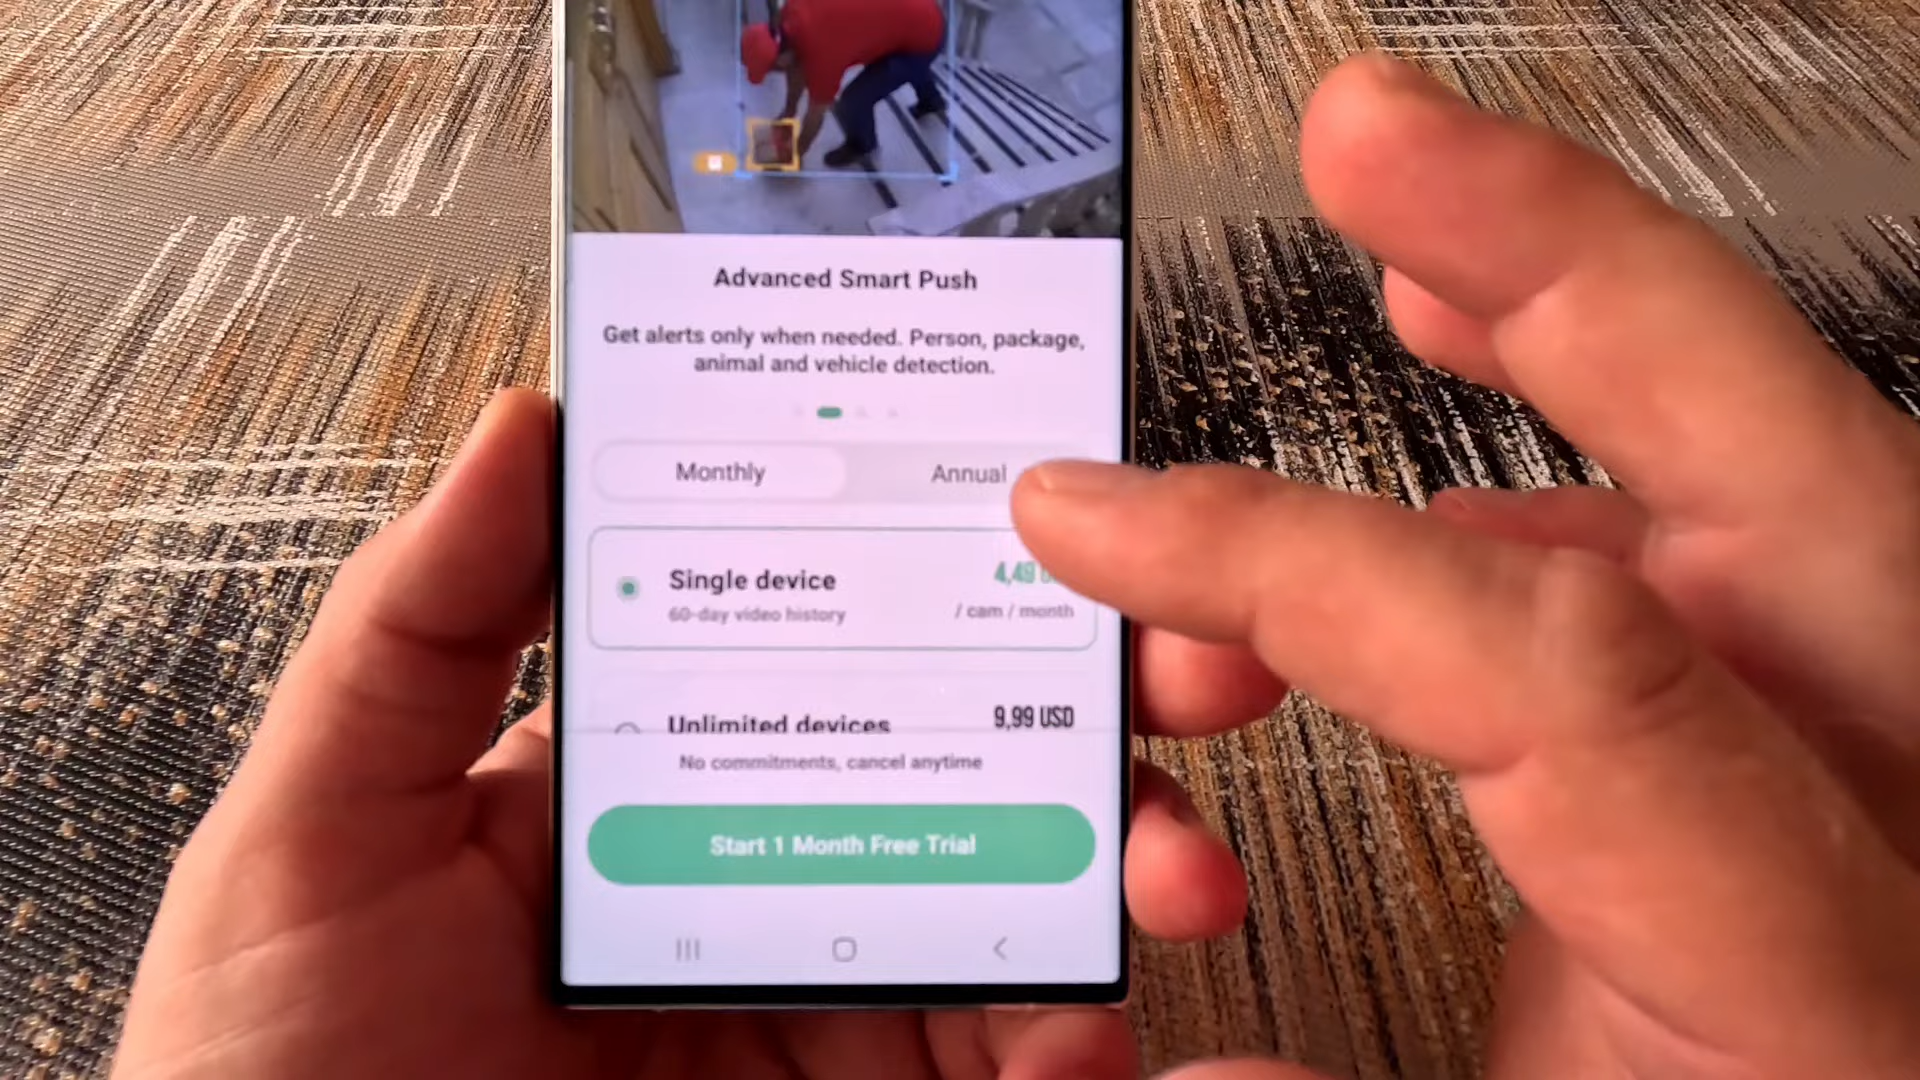 Advanced Smart Push
Get alerts only when needed. Person, package,
animal and vehicle detection.
Monthly
Annual
Single device
4,49
60-day video history
/ cam / month
Unlimited devices
9,99 USD
No commitments, cancel anytime
Start 1 Month Free Trial